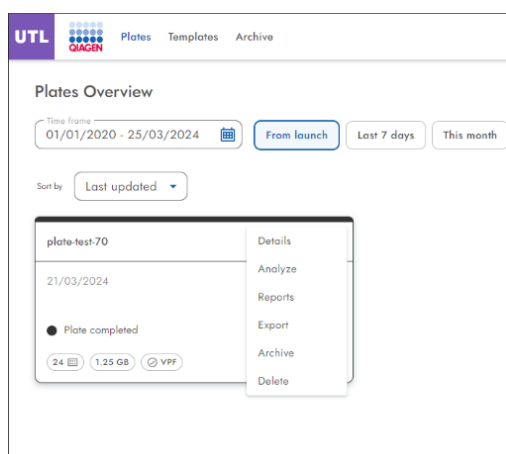 UTL QIAGEN Plates Templates Archive
Plates Overview
Time frame
01/01/2020 - 25/03/2024 From launch Last 7 days This month
Sort by Last updated
plate-test-70
21/03/2024
Plate completed
24 1.25 GB VPF
Details
Analyze
Reports
Export
Archive
Delete